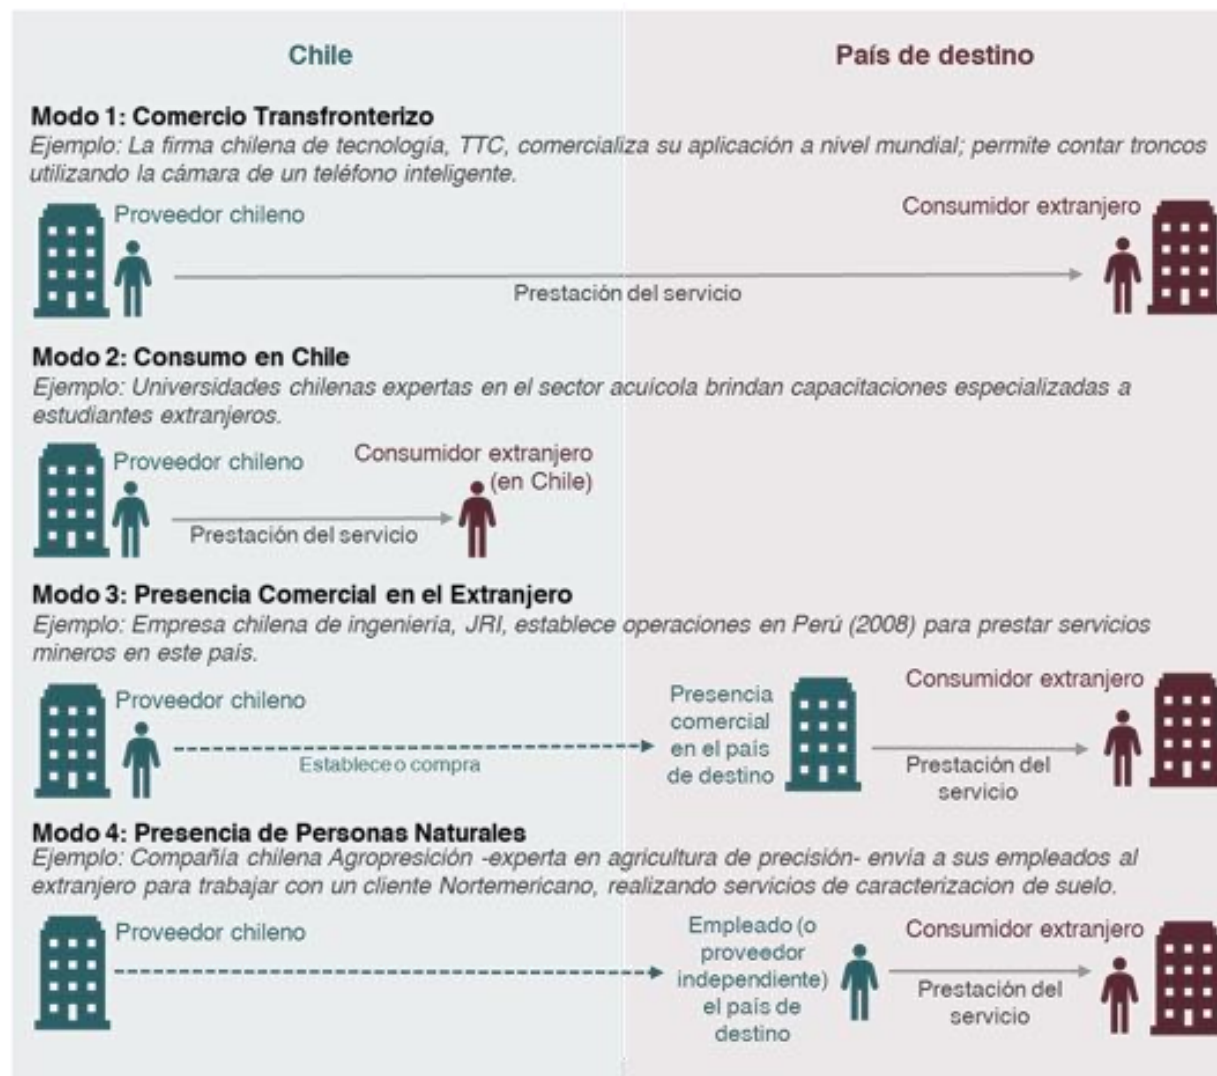 Chile
País de destino
Modo 1: Comercio Transfronterizo
Ejemplo: La firma chilena de tecnología, TTC, comercializa su aplicación a nivel mundial; permite contar troncos
utilizando la cámara de un teléfono inteligente.
Proveedor chileno
Consumidor extranjero
Prestación del servicio
Modo 2: Consumo en Chile
Ejemplo: Universidades chilenas expertas en el sector acuícola brindan capacitaciones especializadas a
estudiantes extranjeros.
Proveedor chileno
Consumidor extranjero
(en Chile)
Prestación del servicio
Modo 3: Presencia Comercial en el Extranjero
Ejemplo: Empresa chilena de ingeniería, JRI, establece operaciones en Perú (2008) para prestar servicios
mineros en este país.
Proveedor chileno
Establece o compra
Presencia
comercial
en el país
de destino
Consumidor extranjero
Prestación del
servicio
Modo 4: Presencia de Personas Naturales
Ejemplo: Compañía chilena Agropresición -experta en agricultura de precisión- envia a sus empleados al
extranjero para trabajar con un cliente Nortemericano, realizando servicios de caracterizacion de suelo.
Proveedor chileno
Empleado (o
proveedor
independiente)
el país de
destino
Consumidor extranjero
Prestación del
servicio